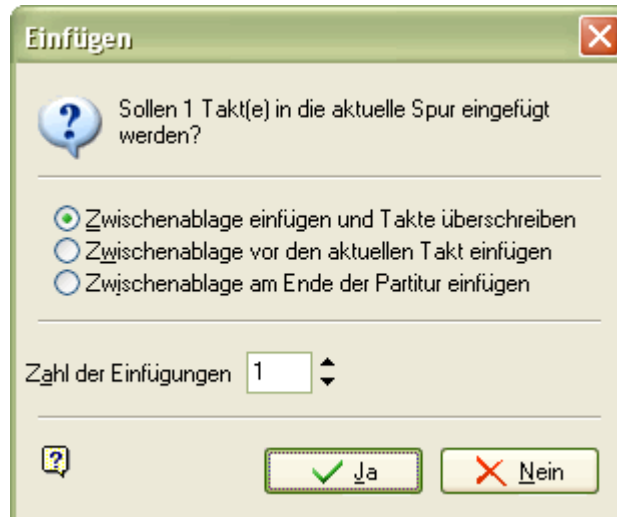 Einfügen
Sollen 1 Takt(e) in die aktuelle Spur eingefügt
werden?
Zwischenablage einfügen und Takte überschreiben
Zwischenablage vor den aktuellen Takt einfügen
Zwischenablage am Ende der Partitur einfügen
Zahl der Einfügungen 1
Ja Nein